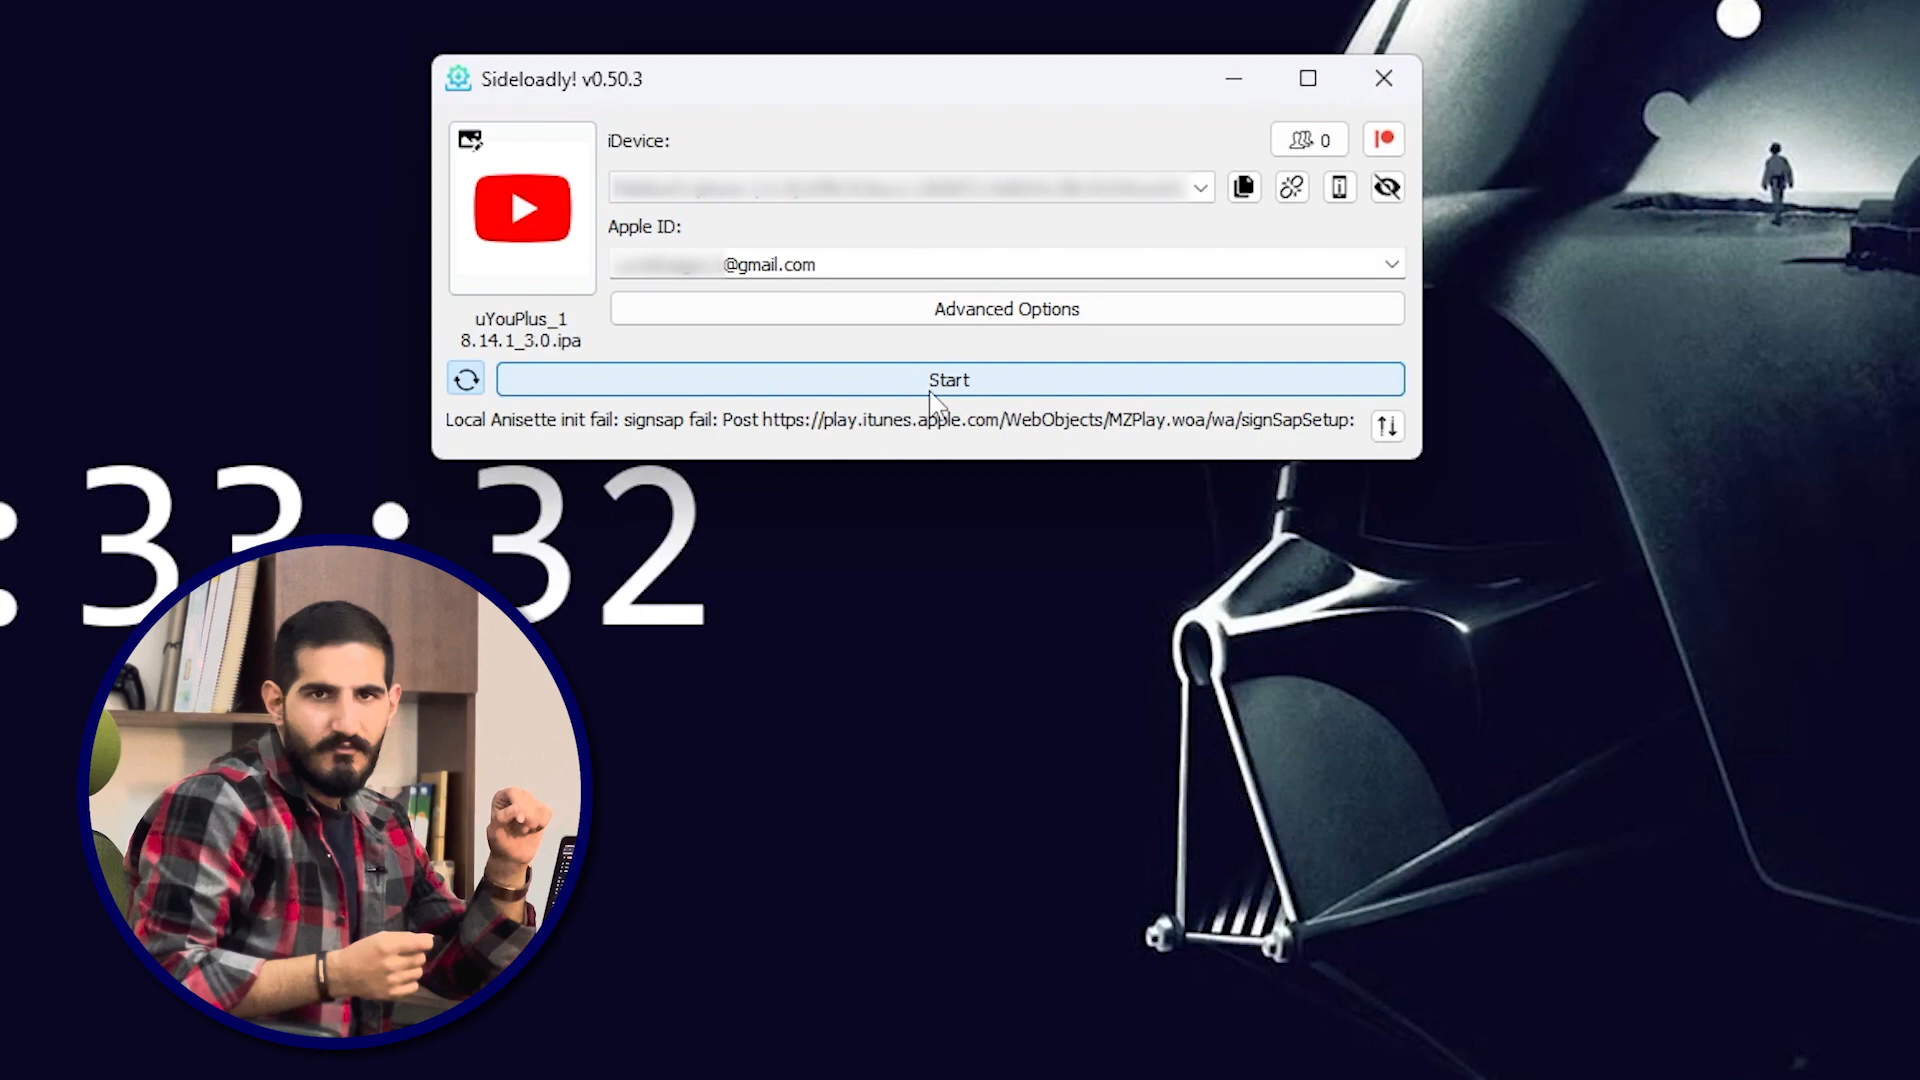 Sideloadly! v0.50.3
iDevice:
0
Apple ID:
@gmail.com
Advanced Options
uYouPlus_1
8.14.1_3.0.ipa
Start
Local Anisette init fail: signsap fail: Post https://play.itunes.apple.com/WebObjects/MZPlay.woa/wa/signSapSetup:
:33:32